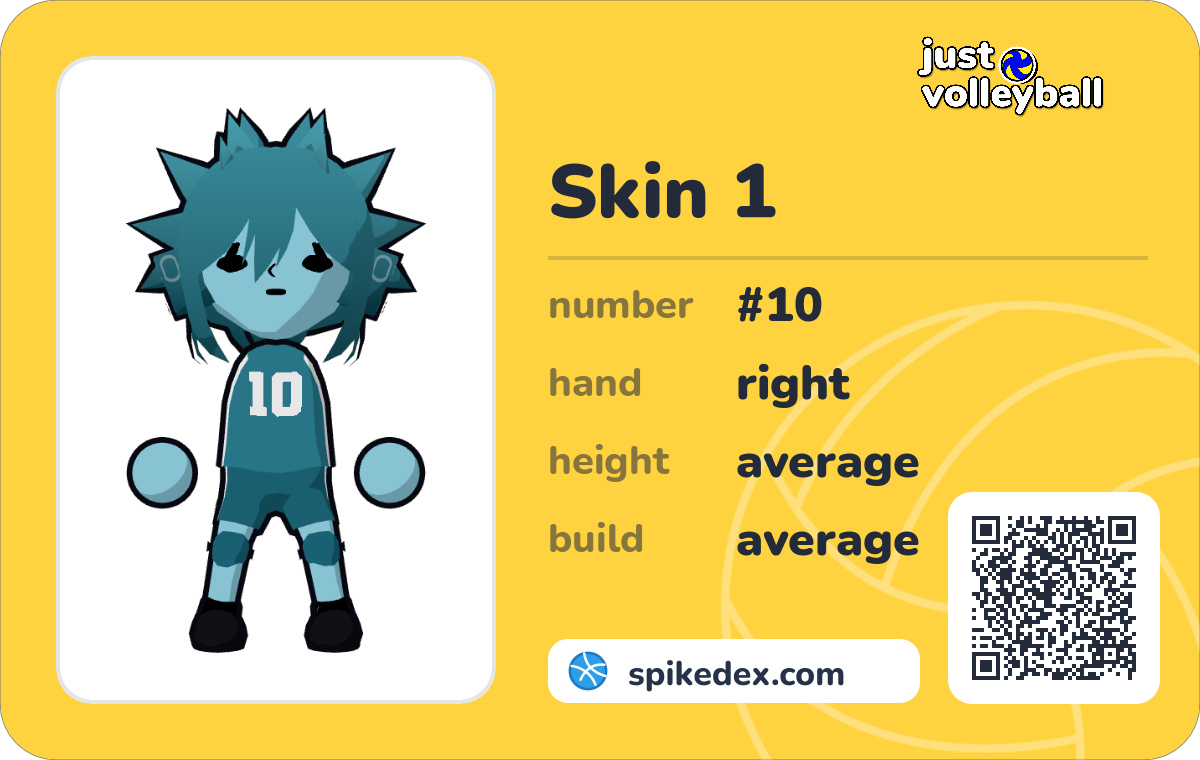 just
volleyball
Skin 1
number #10
hand right
height average
build average
10
spikedex.com